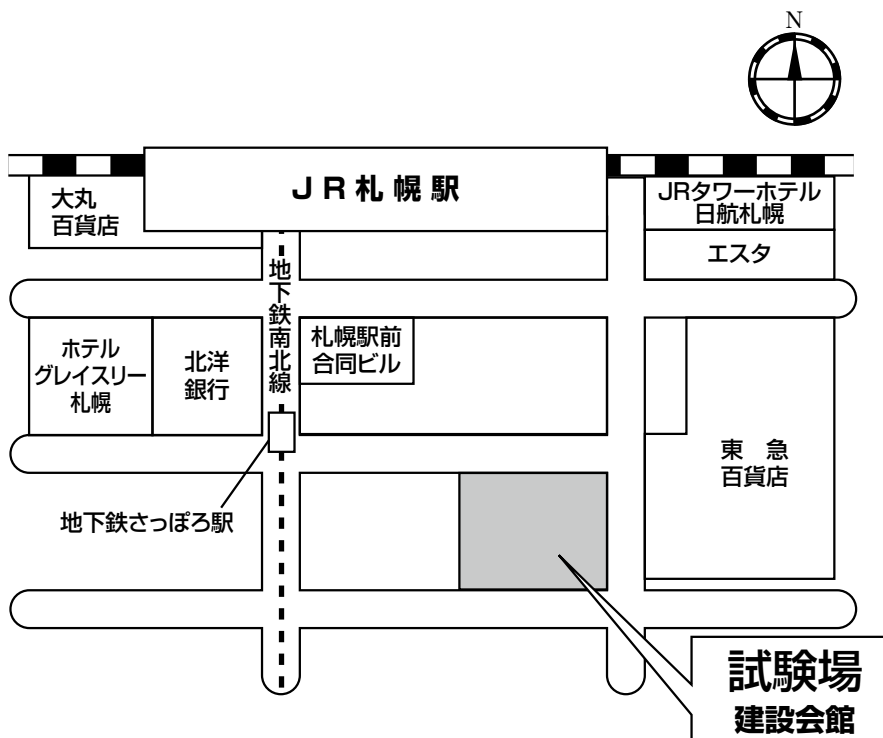 N
JR札幌駅
大丸
百貨店
JRタワーホテル
日航札幌
エスタ
地下鉄南北線
ホテル
グレイスリー
札幌
北洋
銀行
札幌駅前
合同ビル
東急
百貨店
地下鉄さっぽろ駅
試験場
建設会館